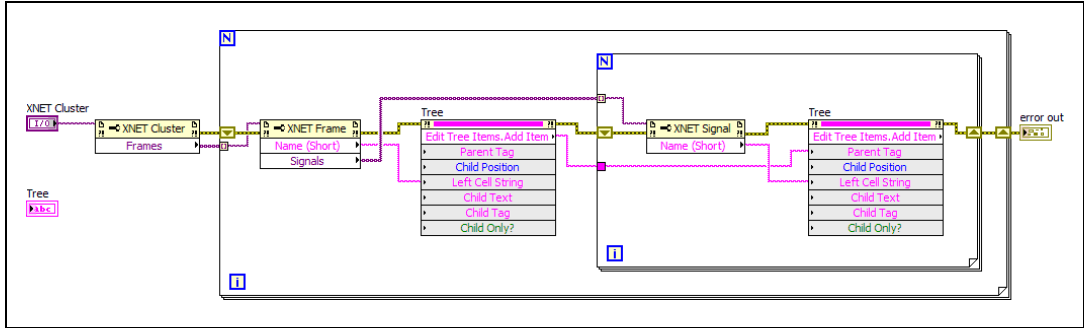 N
N
XNET Cluster
I/O
XNET Cluster
Frames
XNET Frame
Name (Short)
Signals
Tree
Edit Tree Items.Add Item
Parent Tag
Child Position
Left Cell String
Child Text
Child Tag
Child Only?
XNET Signal
Name (Short)
Tree
Edit Tree Items.Add Item
Parent Tag
Child Position
Left Cell String
Child Text
Child Tag
Child Only?
error out
Tree
abc
i
i